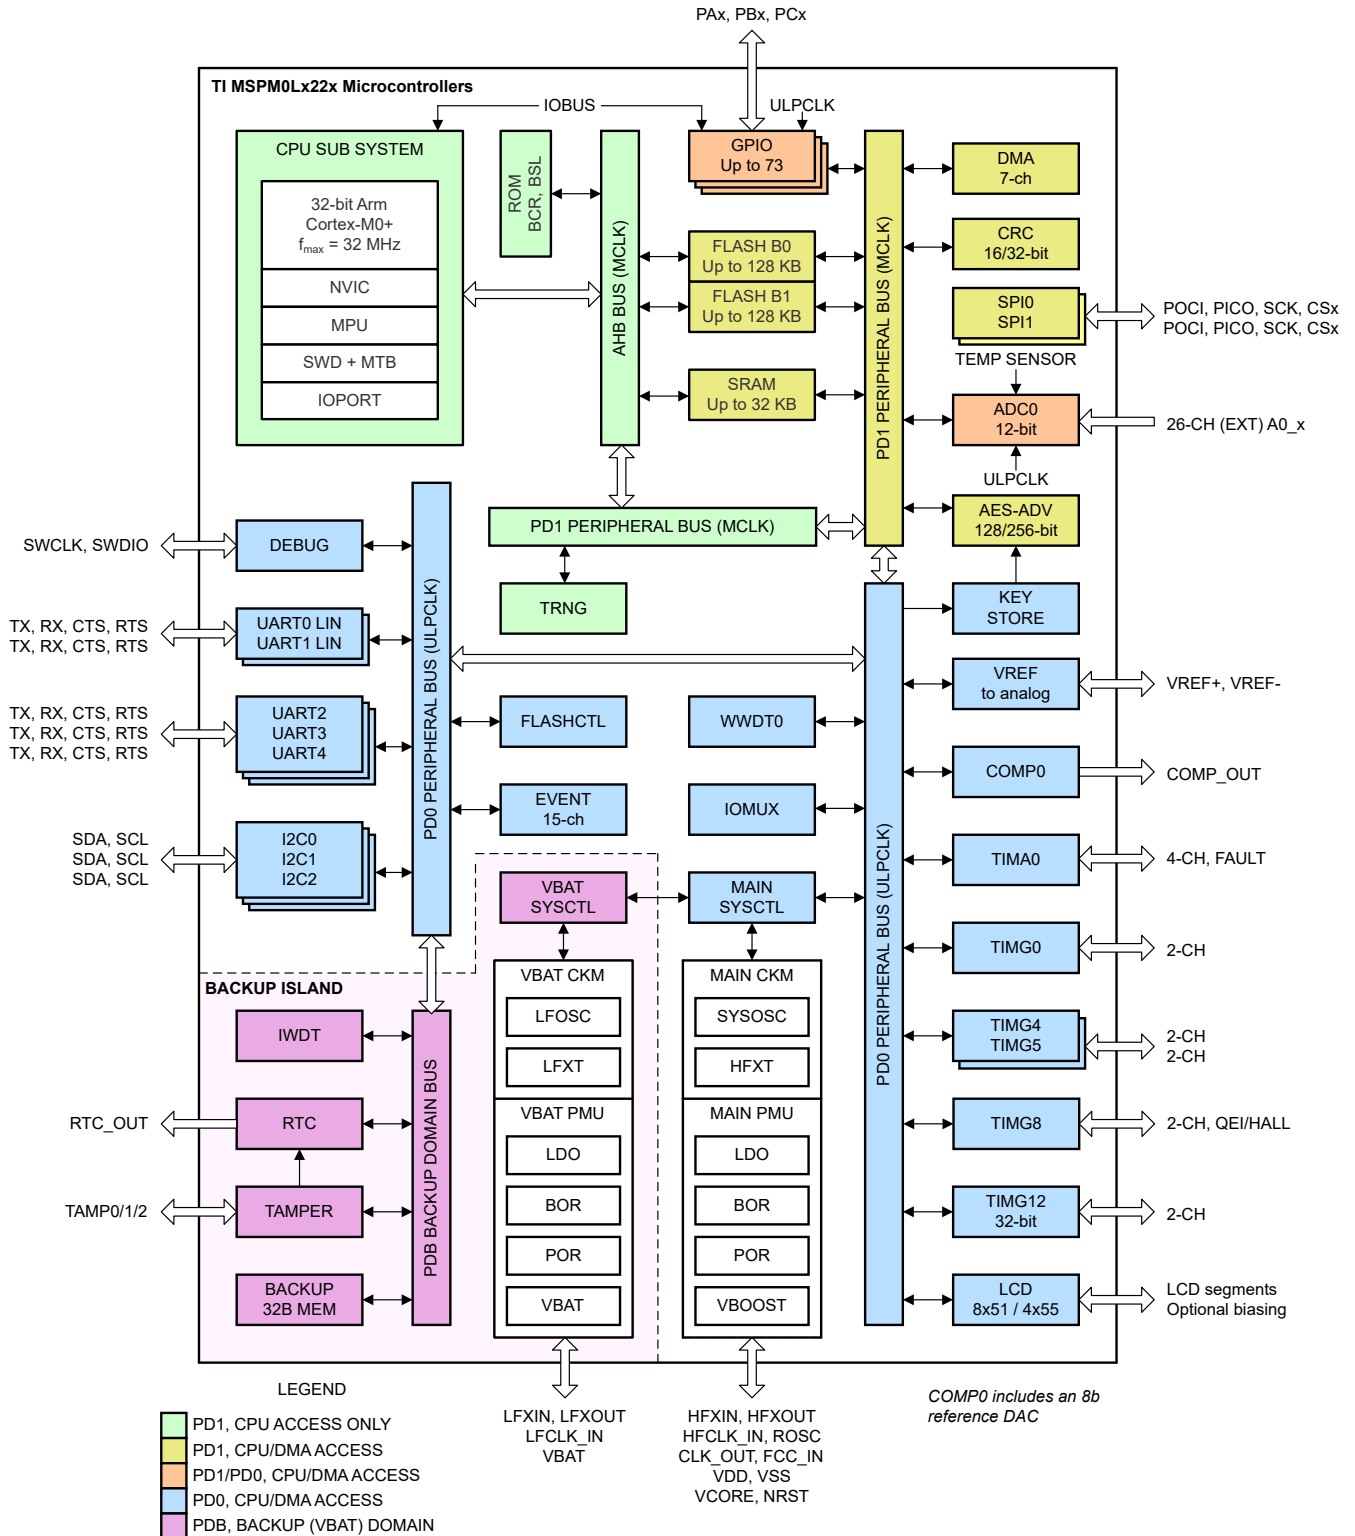 PAx, PBx, PCx
TI MSPM0Lx22x Microcontrollers
IOBUS
ULPCLK
CPU SUB SYSTEM
32-bit Arm
Cortex-M0+
fmax = 32 MHz
NVIC
MPU
SWD + MTB
IOPORT
ROM
BCR, BSL
AHB BUS (MCLK)
GPIO
Up to 73
FLASH B0
Up to 128 KB
FLASH B1
Up to 128 KB
SRAM
Up to 32 KB
PD1 PERIPHERAL BUS (MCLK)
DMA
7-ch
CRC
16/32-bit
SPI0
SPI1
POCI, PICO, SCK, CSx
POCI, PICO, SCK, CSx
TEMP SENSOR
ADC0
12-bit
26-CH (EXT) A0_x
ULPCLK
AES-ADV
128/256-bit
PD1 PERIPHERAL BUS (MCLK)
TRNG
SWCLK, SWDIO
DEBUG
TX, RX, CTS, RTS
TX, RX, CTS, RTS
UART0 LIN
UART1 LIN
TX, RX, CTS, RTS
TX, RX, CTS, RTS
TX, RX, CTS, RTS
UART2
UART3
UART4
SDA, SCL
SDA, SCL
SDA, SCL
I2C0
I2C1
I2C2
PD0 PERIPHERAL BUS (ULPCLK)
FLASHCTL
EVENT
15-ch
WWDT0
IOMUX
VBAT
SYSCTL
MAIN
SYSCTL
PD0 PERIPHERAL BUS (ULPCLK)
KEY
STORE
VREF
to analog
VREF+, VREF-
COMP0
COMP_OUT
TIMA0
4-CH, FAULT
TIMG0
2-CH
TIMG4
TIMG5
2-CH
2-CH
TIMG8
2-CH, QEI/HALL
TIMG12
32-bit
2-CH
LCD
8x51 / 4x55
LCD segments
Optional biasing
BACKUP ISLAND
IWDT
RTC_OUT
RTC
TAMP0/1/2
TAMPER
BACKUP
32B MEM
PDB BACKUP DOMAIN BUS
VBAT CKM
LFOSC
LFXT
VBAT PMU
LDO
BOR
POR
VBAT
MAIN CKM
SYSOSC
HFXT
MAIN PMU
LDO
BOR
POR
VBOOST
LFXIN, LFXOUT
LFCLK_IN
VBAT
HFXIN, HFXOUT
HFCLK_IN, ROSC
CLK_OUT, FCC_IN
VDD, VSS
VCORE, NRST
COMP0 includes an 8b
reference DAC
LEGEND
PD1, CPU ACCESS ONLY
PD1, CPU/DMA ACCESS
PD1/PD0, CPU/DMA ACCESS
PD0, CPU/DMA ACCESS
PDB, BACKUP (VBAT) DOMAIN